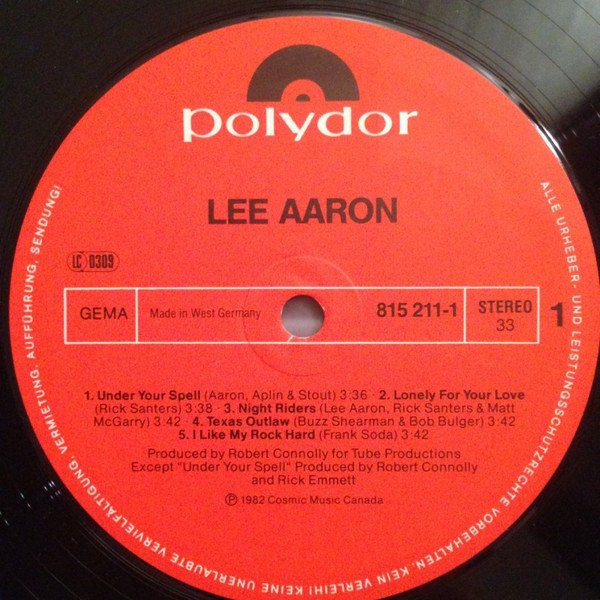 polydor
LEE AARON
LC 0309
GEMA
Made in West Germany
815 211-1
STEREO
33
1
1. Under Your Spell (Aaron, Aplin & Stout) 3:36 · 2. Lonely For Your Love
(Rick Santers) 3:38 · 3. Night Riders (Lee Aaron, Rick Santers & Matt
McGarry) 3:42 · 4. Texas Outlaw (Buzz Shearman & Bob Bulger) 3:42
5. I Like My Rock Hard (Frank Soda) 3:42
Produced by Robert Connolly for Tube Productions
Except "Under Your Spell" Produced by Robert Connolly
and Rick Emmett
℗ 1982 Cosmic Music Canada
ALLE URHEBER- UND LEISTUNGSSCHUTZRECHTE VORBEHALTEN. KEIN VERLEIH! KEINE UNERLAUBTE VERVIELFÄLTIGUNG, VERMIETUNG, AUFFÜHRUNG, SENDUNG!